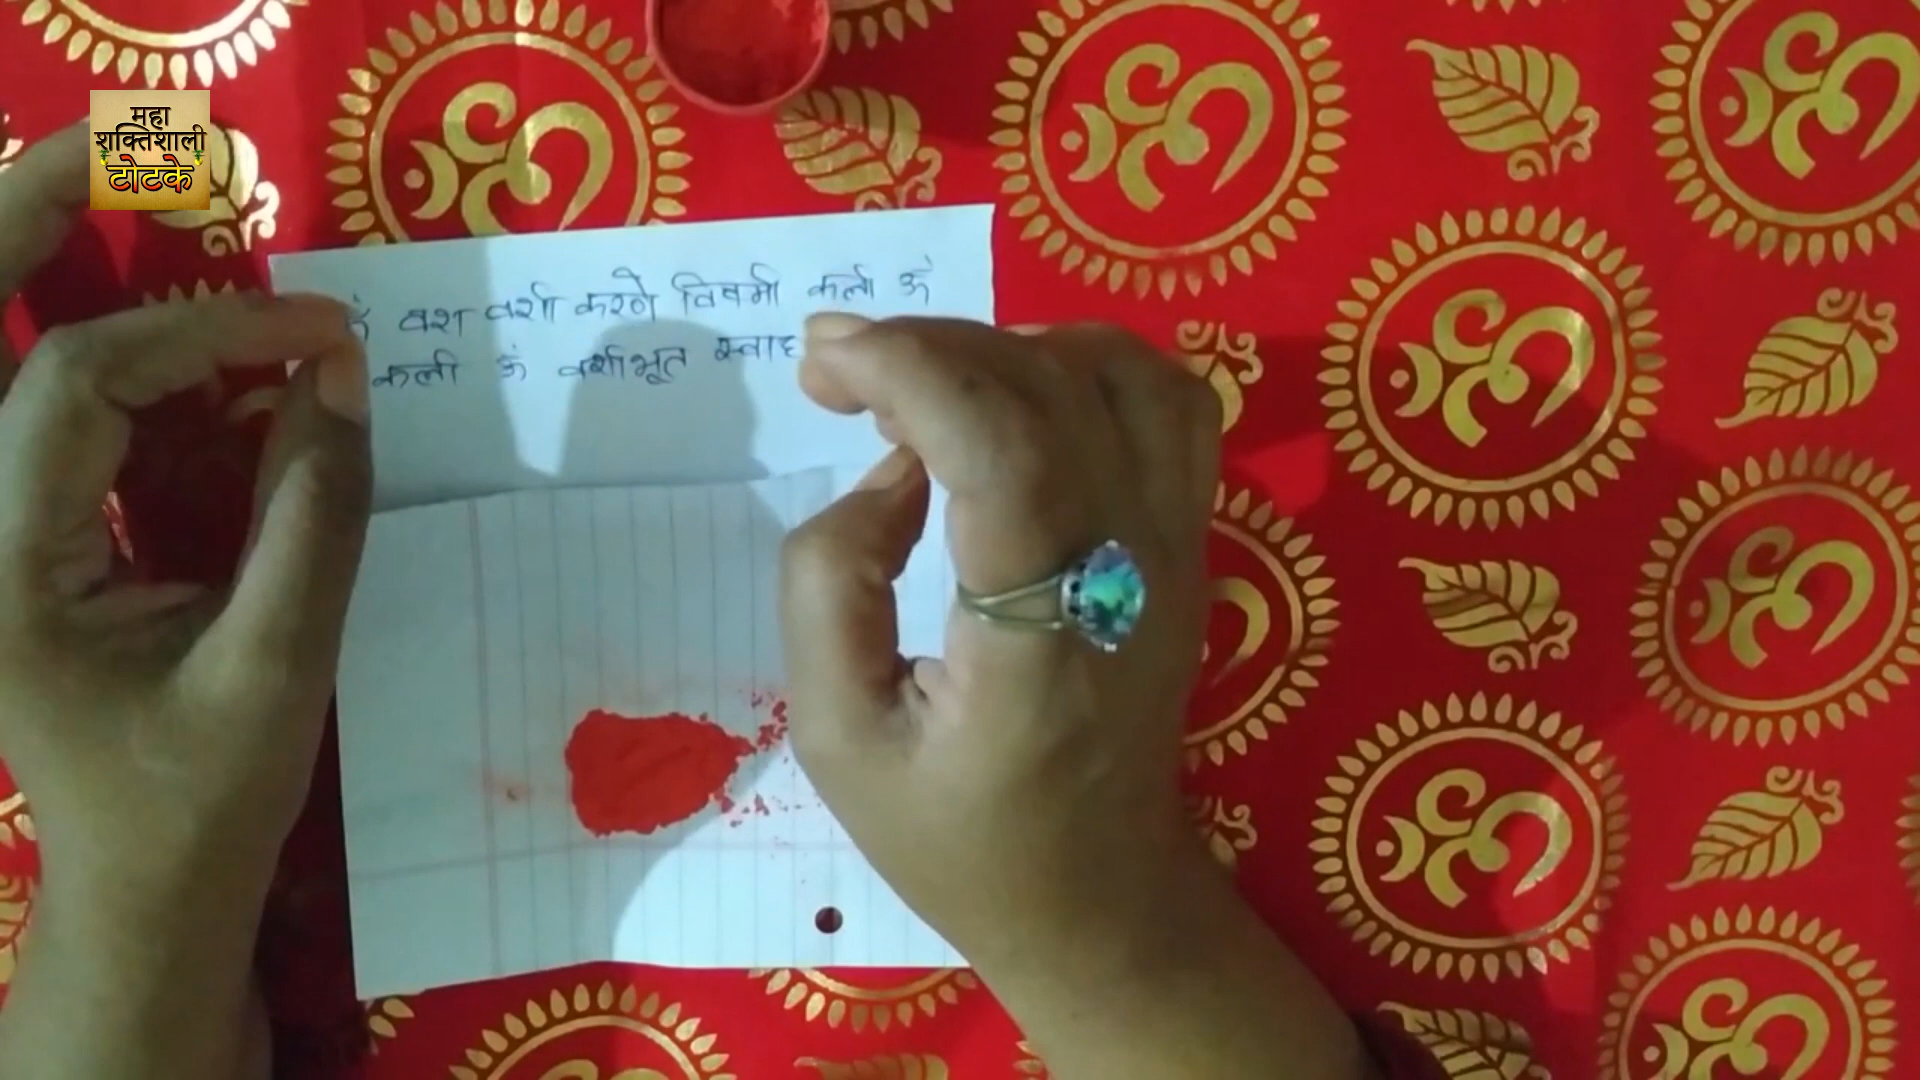 महा
शक्तिशाली
टोटके
वश वशी करणे विषमी कली ॐ
कली ॐ वशीभूत स्वाह